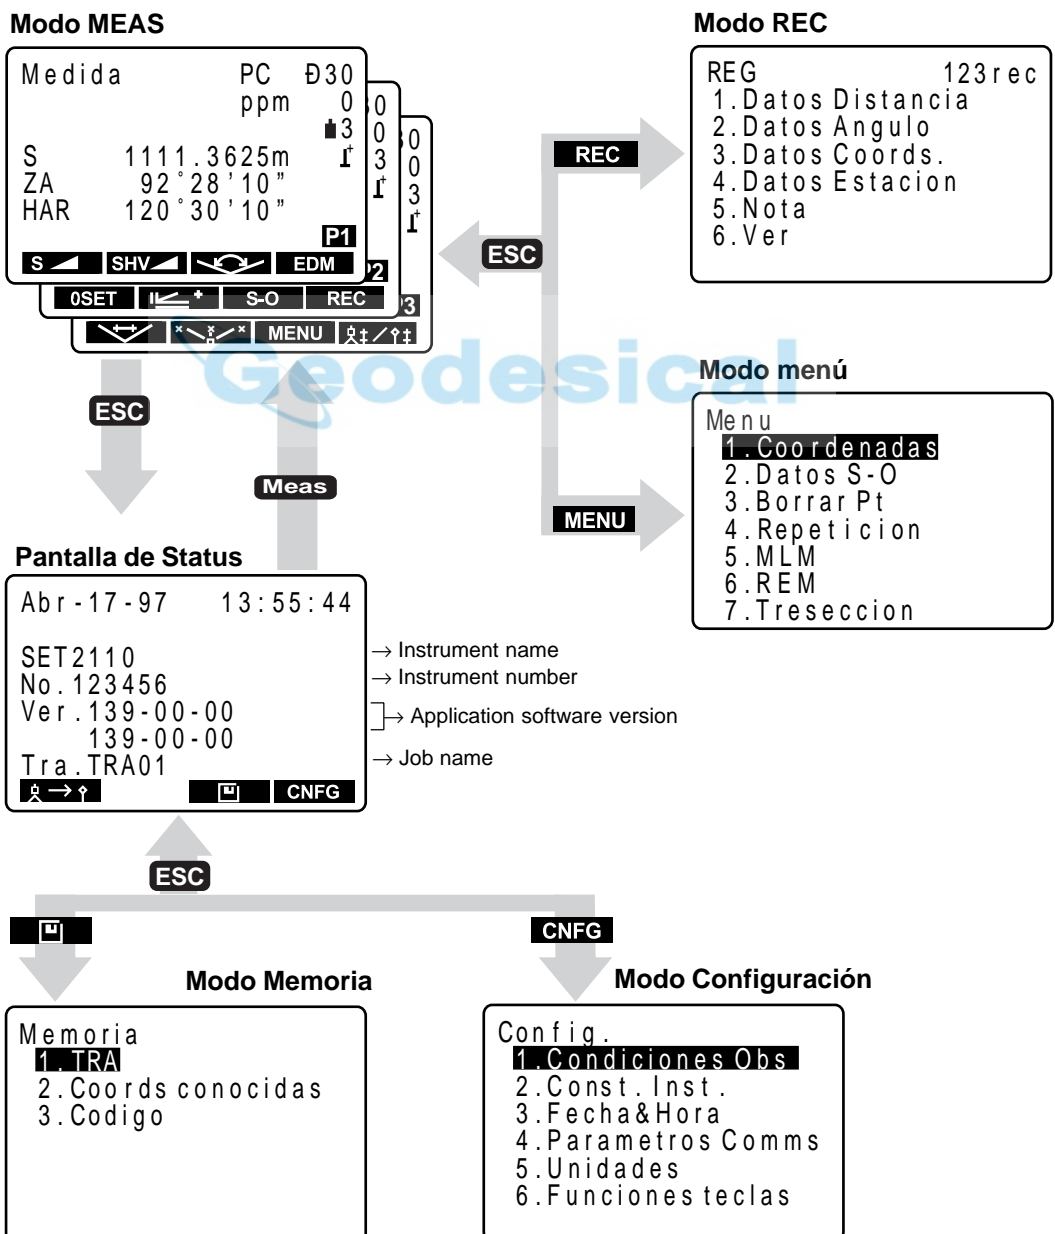 Modo MEAS
Medida PC Ð30
ppm 0
3
S 1111.3625m
ZA 92°28'10"
HAR 120°30'10"
P1
S SHV EDM
0SET S-O REC
MENU
ESC
Meas
ESC
REC
MENU
Modo REC
REG 123rec
1.Datos Distancia
2.Datos Angulo
3.Datos Coords.
4.Datos Estacion
5.Nota
6.Ver
Geodesical
Modo menú
Menu
1.Coordenadas
2.Datos S-O
3.Borrar Pt
4.Repeticion
5.MLM
6.REM
7.Treseccion
Pantalla de Status
Abr-17-97 13:55:44
SET2110
No.123456
Ver.139-00-00
139-00-00
Tra.TRA01
CNFG
→ Instrument name
→ Instrument number
→ Application software version
→ Job name
ESC
CNFG
Modo Memoria
Memoria
1.TRA
2.Coords conocidas
3.Codigo
Modo Configuración
Config.
1.Condiciones Obs
2.Const.Inst.
3.Fecha&Hora
4.Parametros Comms
5.Unidades
6.Funciones teclas